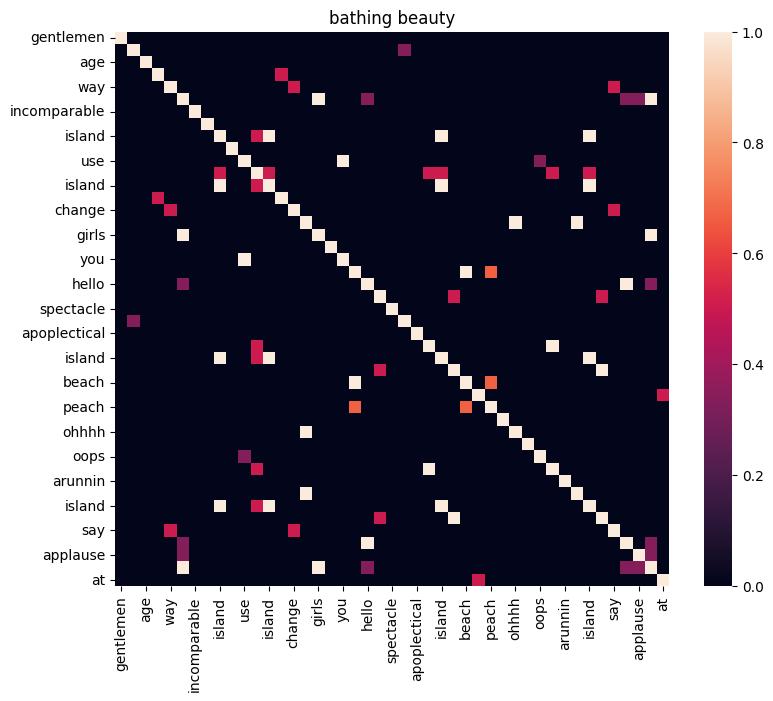 bathing beauty
gentlemen
age
way
incomparable
island
use
island
change
girls
you
hello
spectacle
apoplectical
island
beach
peach
ohhhh
oops
arunnin
island
say
applause
at
gentlemen
age
way
incomparable
island
use
island
change
girls
you
hello
spectacle
apoplectical
island
beach
peach
ohhhh
oops
arunnin
island
say
applause
at
1.0
0.8
0.6
0.4
0.2
0.0